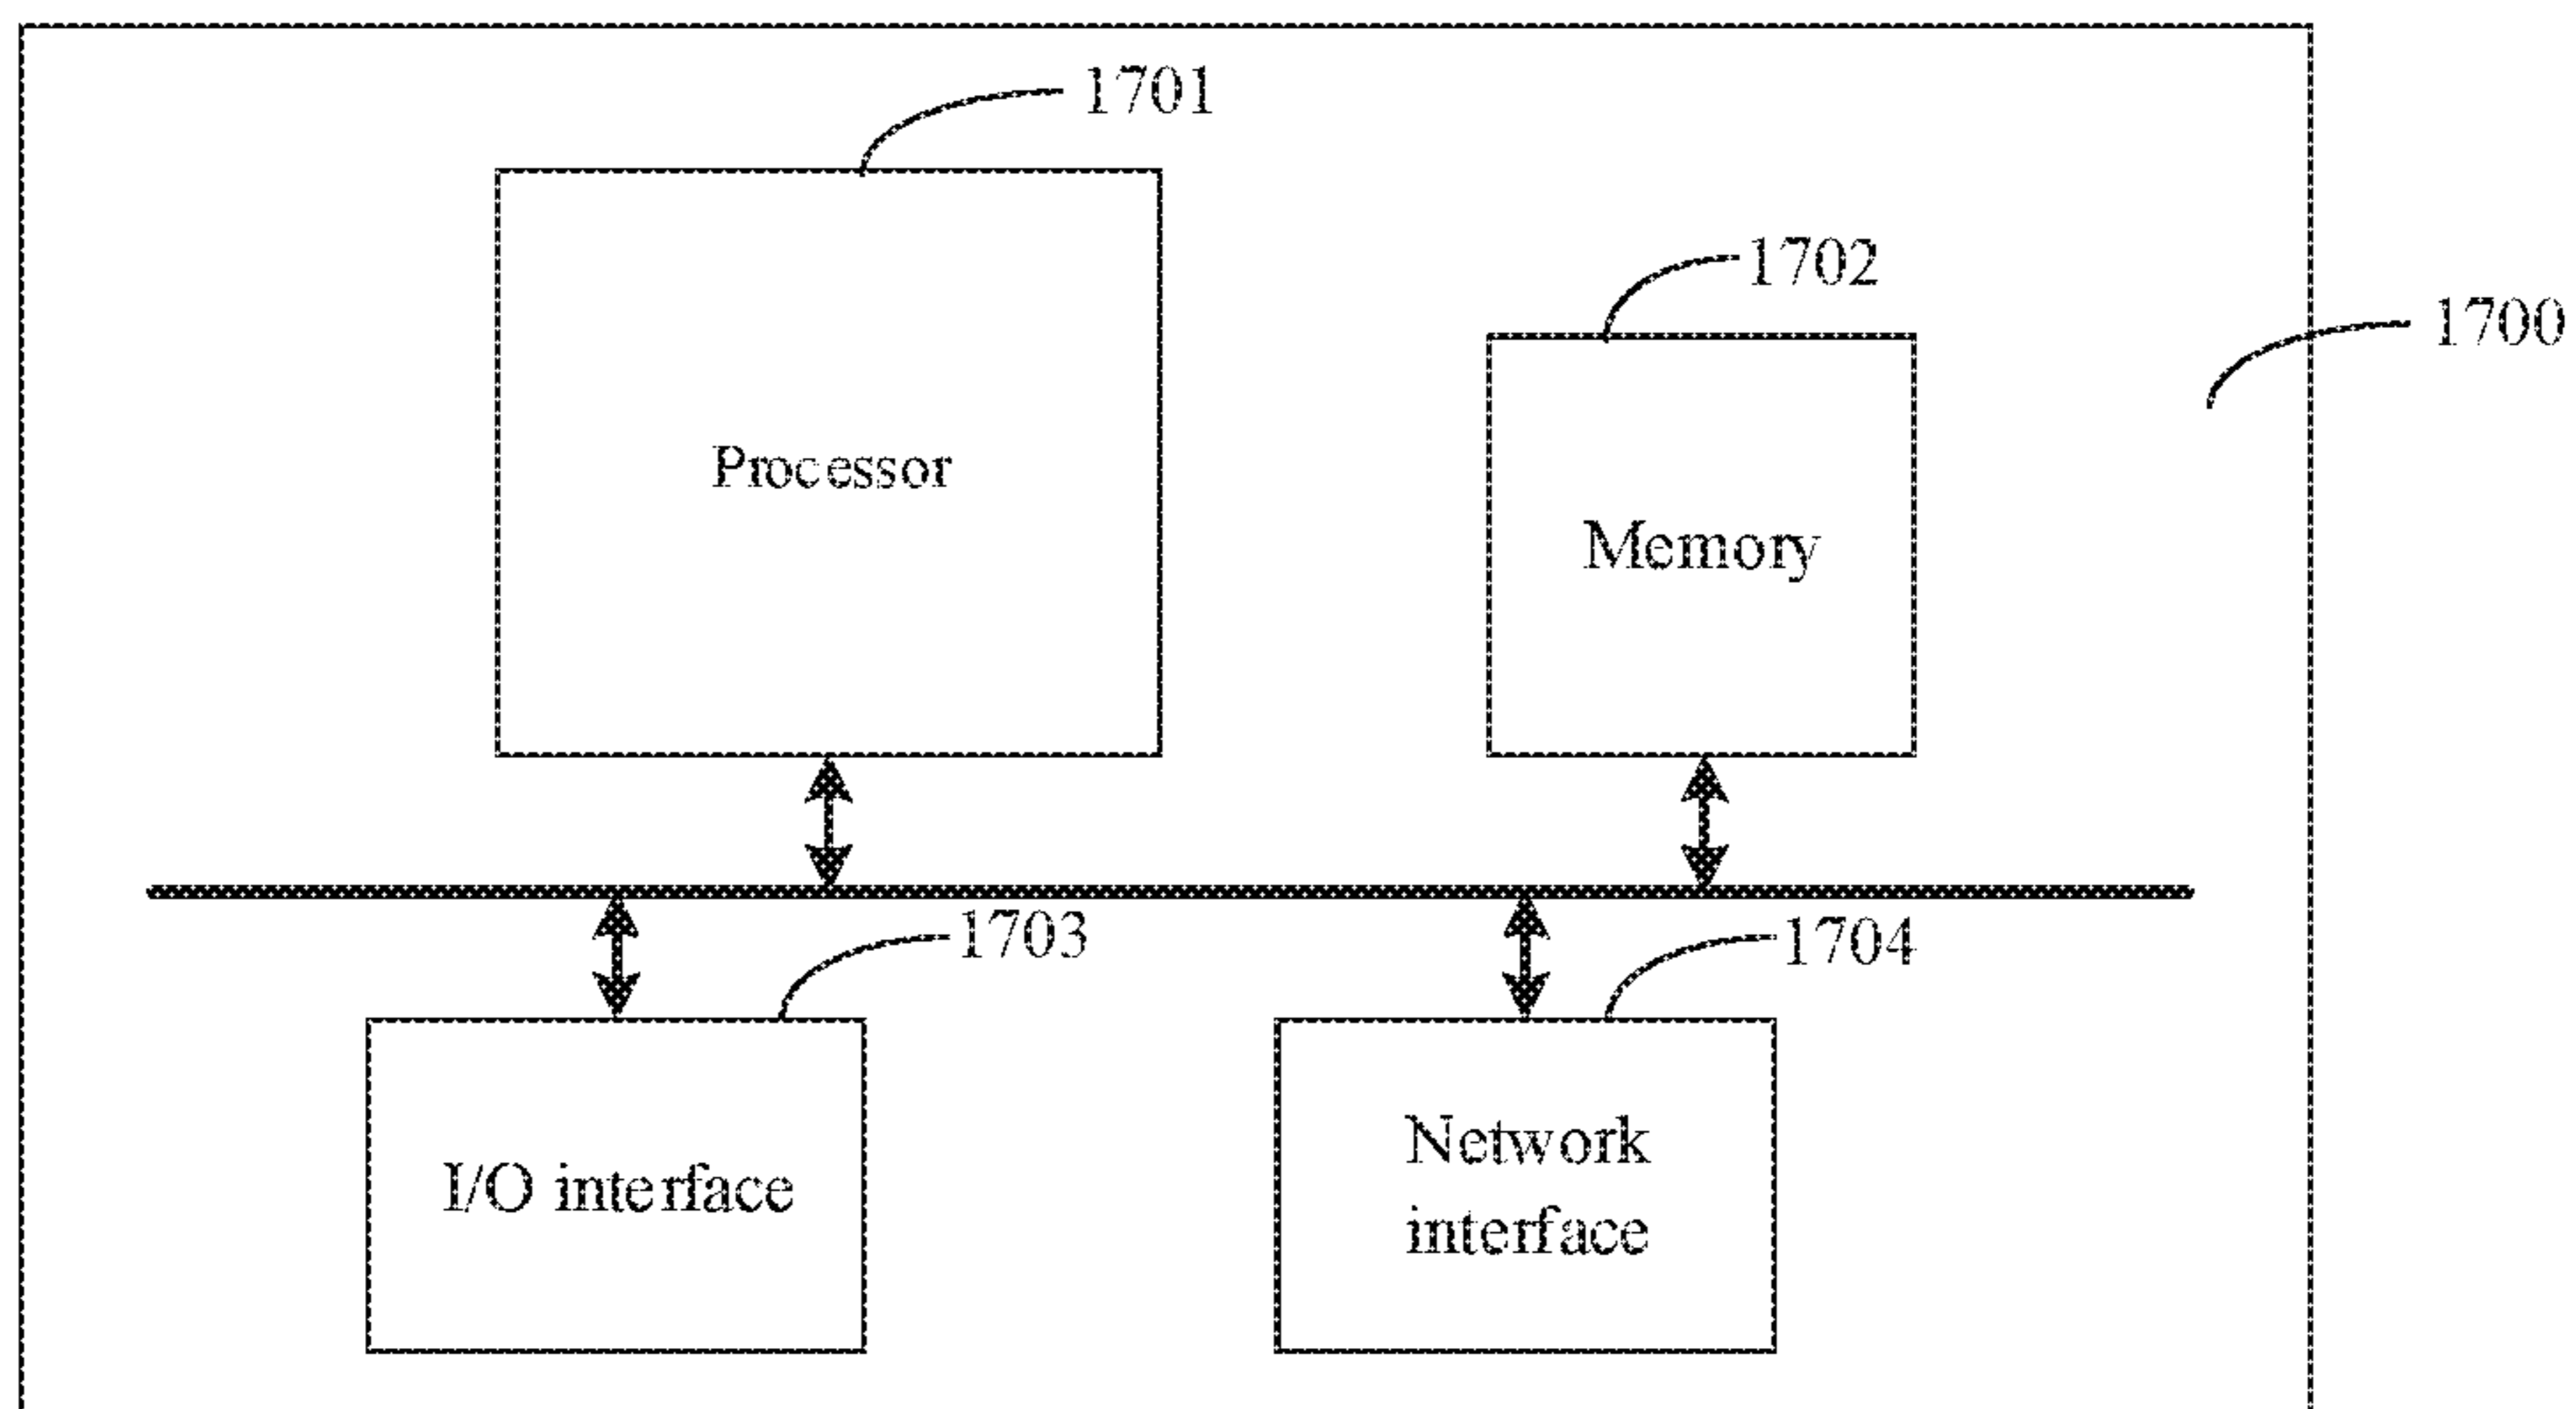 1701
1702
1700
Processor
Memory
1703
1704
I/O interface
Network
interface